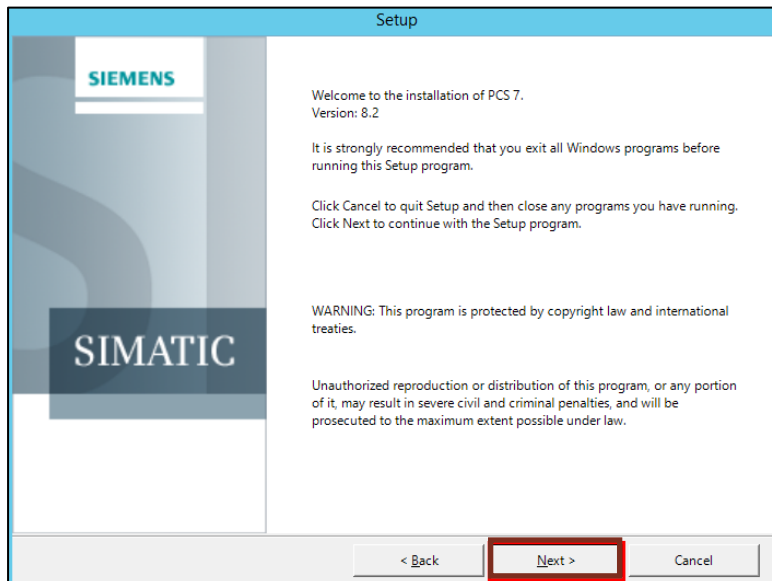 Setup
SIEMENS
SIMATIC
Welcome to the installation of PCS 7.
Version: 8.2
It is strongly recommended that you exit all Windows programs before
running this Setup program.
Click Cancel to quit Setup and then close any programs you have running.
Click Next to continue with the Setup program.
WARNING: This program is protected by copyright law and international
treaties.
Unauthorized reproduction or distribution of this program, or any portion
of it, may result in severe civil and criminal penalties, and will be
prosecuted to the maximum extent possible under law.
< Back
Next >
Cancel